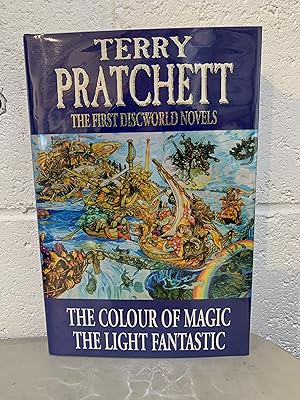 TERRY
PRATCHETT
THE FIRST DISCWORLD NOVELS
THE COLOUR OF MAGIC
THE LIGHT FANTASTIC